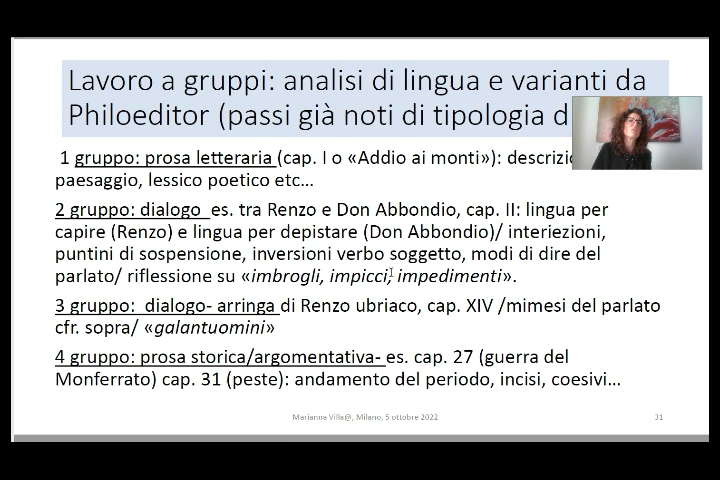 Lavoro a gruppi: analisi di lingua e varianti da
Philoeditor (passi già noti di tipologia d
1 gruppo: prosa letteraria (cap. I o «Addio ai monti»): descrizi
paesaggio, lessico poetico etc…
2 gruppo: dialogo es. tra Renzo e Don Abbondio, cap. II: lingua per
capire (Renzo) e lingua per depistare (Don Abbondio)/ interiezioni,
puntini di sospensione, inversioni verbo soggetto, modi di dire del
parlato/ riflessione su «imbrogli, impicci, impedimenti».
3 gruppo: dialogo- arringa di Renzo ubriaco, cap. XIV /mimesi del parlato
cfr. sopra/ «galantuomini»
4 gruppo: prosa storica/argomentativa- es. cap. 27 (guerra del
Monferrato) cap. 31 (peste): andamento del periodo, incisi, coesivi…
Marianna Villa@, Milano, 5 ottobre 2022
31